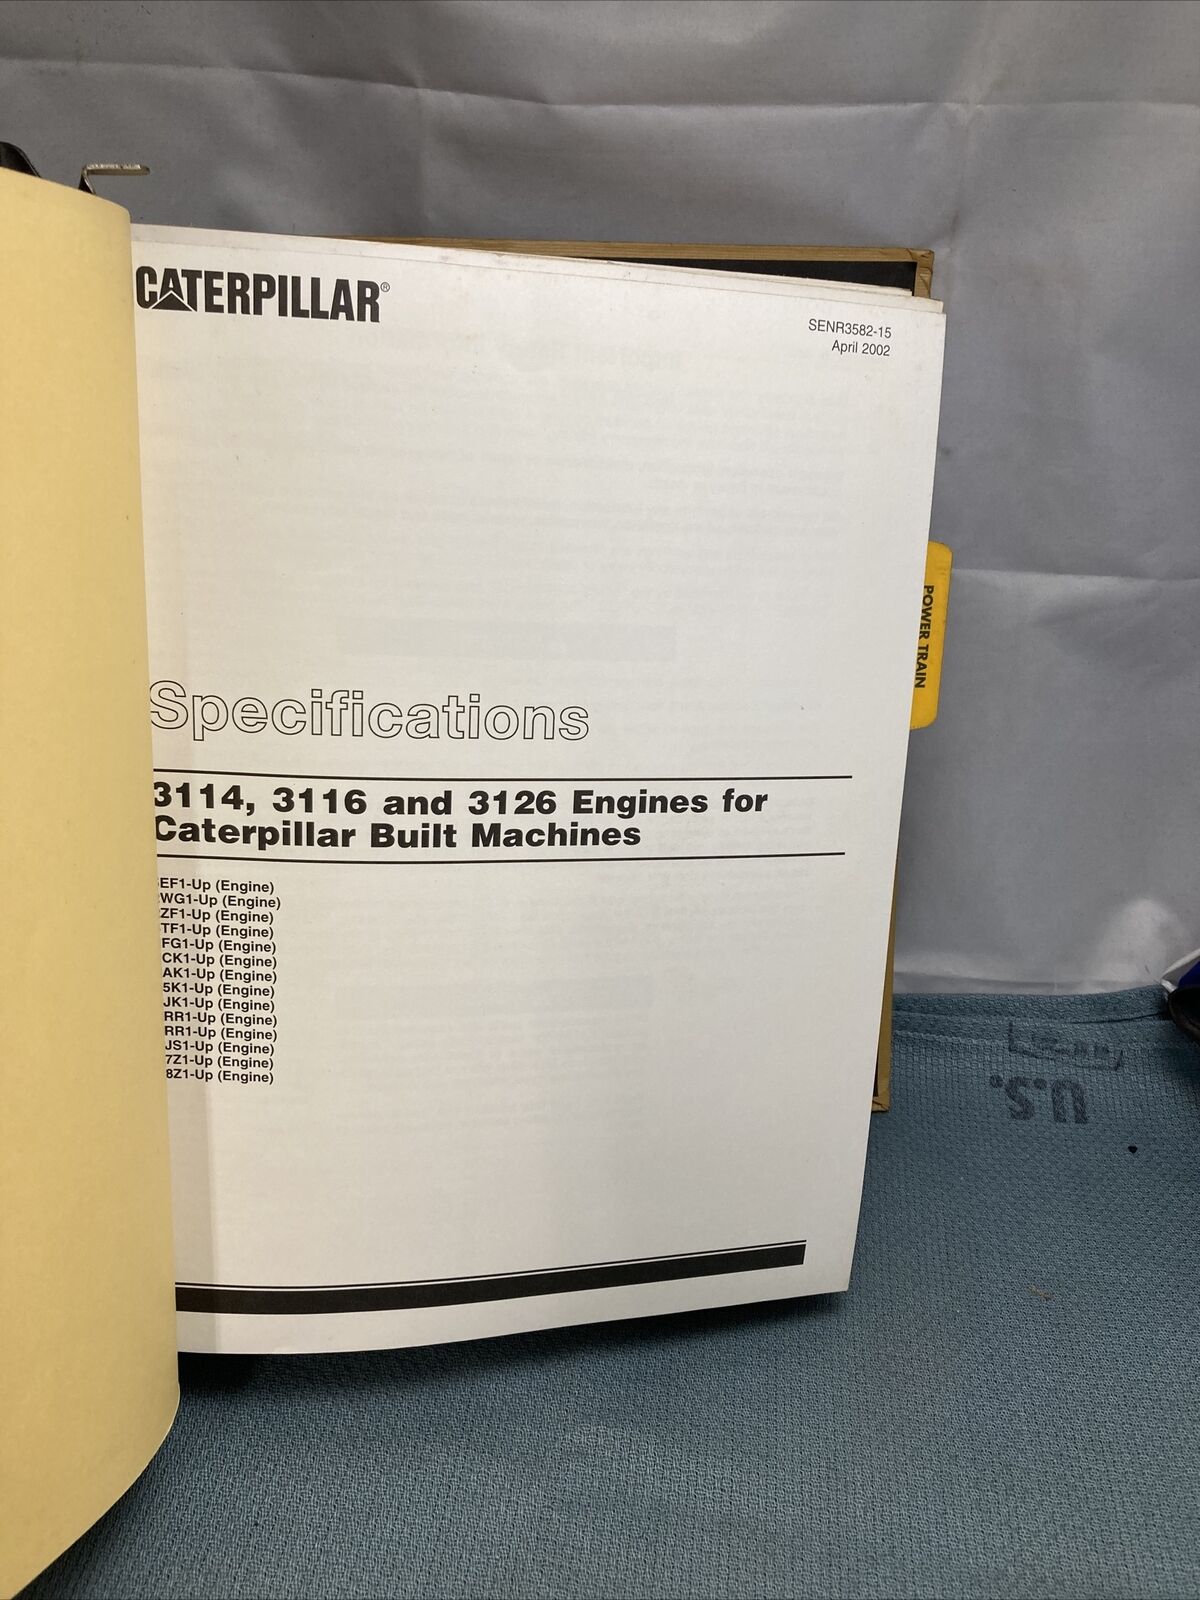 CATERPILLAR®
SENR3582-15
April 2002
Specifications
3114, 3116 and 3126 Engines for
Caterpillar Built Machines
EF1-Up (Engine)
WG1-Up (Engine)
ZF1-Up (Engine)
TF1-Up (Engine)
FG1-Up (Engine)
CK1-Up (Engine)
AK1-Up (Engine)
5K1-Up (Engine)
JK1-Up (Engine)
RR1-Up (Engine)
RR1-Up (Engine)
JS1-Up (Engine)
7Z1-Up (Engine)
8Z1-Up (Engine)
POWER TRAIN
U.S.